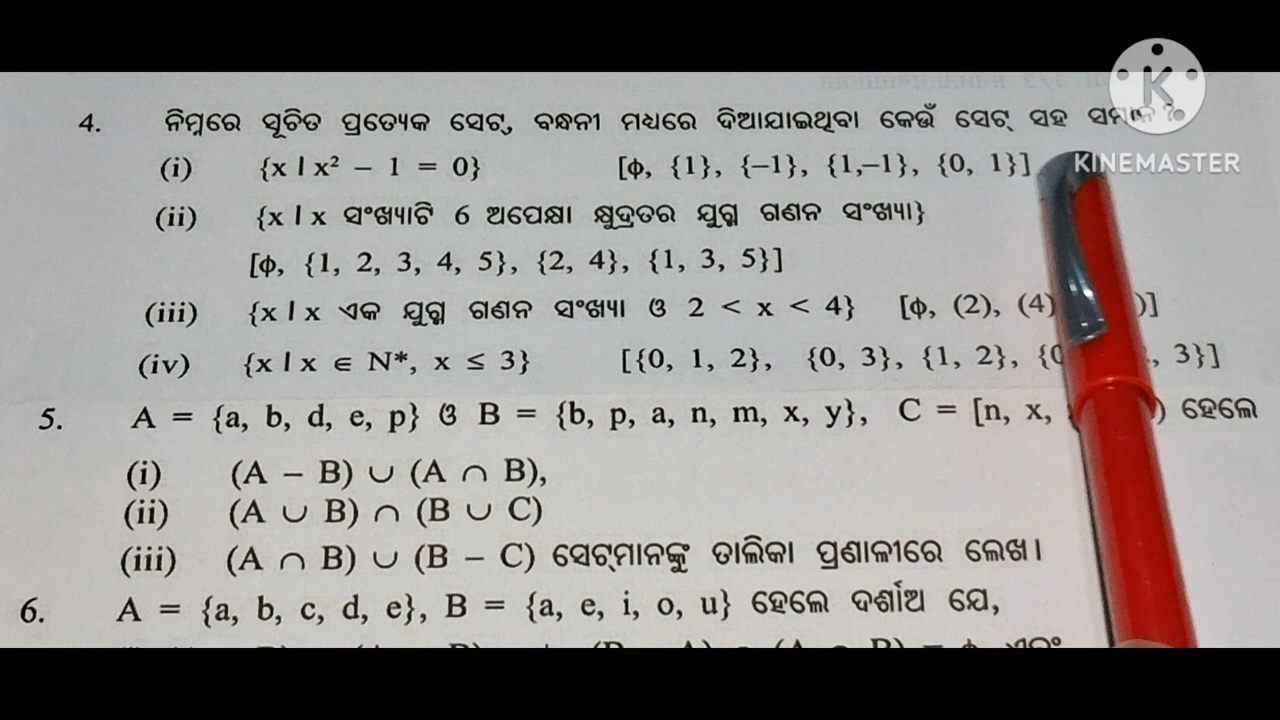 KINEMASTER
4. ନିମ୍ନରେ ସୂଚିତ ପ୍ରତ୍ୟେକ ସେଟ୍, ବନ୍ଧନୀ ମଧ୍ୟରେ ଦିଆଯାଇଥିବା କେଉଁ ସେଟ୍ ସହ ସମାନ ?
(i) {x | x² – 1 = 0} [φ, {1}, {–1}, {1,–1}, {0, 1}]
(ii) {x | x ସଂଖ୍ୟାଟି 6 ଅପେକ୍ଷା କ୍ଷୁଦ୍ରତର ଯୁଗ୍ମ ଗଣନ ସଂଖ୍ୟା}
[φ, {1, 2, 3, 4, 5}, {2, 4}, {1, 3, 5}]
(iii) {x | x ଏକ ଯୁଗ୍ମ ଗଣନ ସଂଖ୍ୟା ଓ 2 < x < 4} [φ, (2), (4) )]
(iv) {x | x ∈ N*, x ≤ 3} [{0, 1, 2}, {0, 3}, {1, 2}, {0 , 3}]
5. A = {a, b, d, e, p} ଓ B = {b, p, a, n, m, x, y}, C = [n, x, ) ହେଲେ
(i) (A – B) ∪ (A ∩ B),
(ii) (A ∪ B) ∩ (B ∪ C)
(iii) (A ∩ B) ∪ (B – C) ସେଟ୍‌ମାନଙ୍କୁ ତାଲିକା ପ୍ରଣାଳୀରେ ଲେଖ।
6. A = {a, b, c, d, e}, B = {a, e, i, o, u} ହେଲେ ଦର୍ଶାଅ ଯେ,